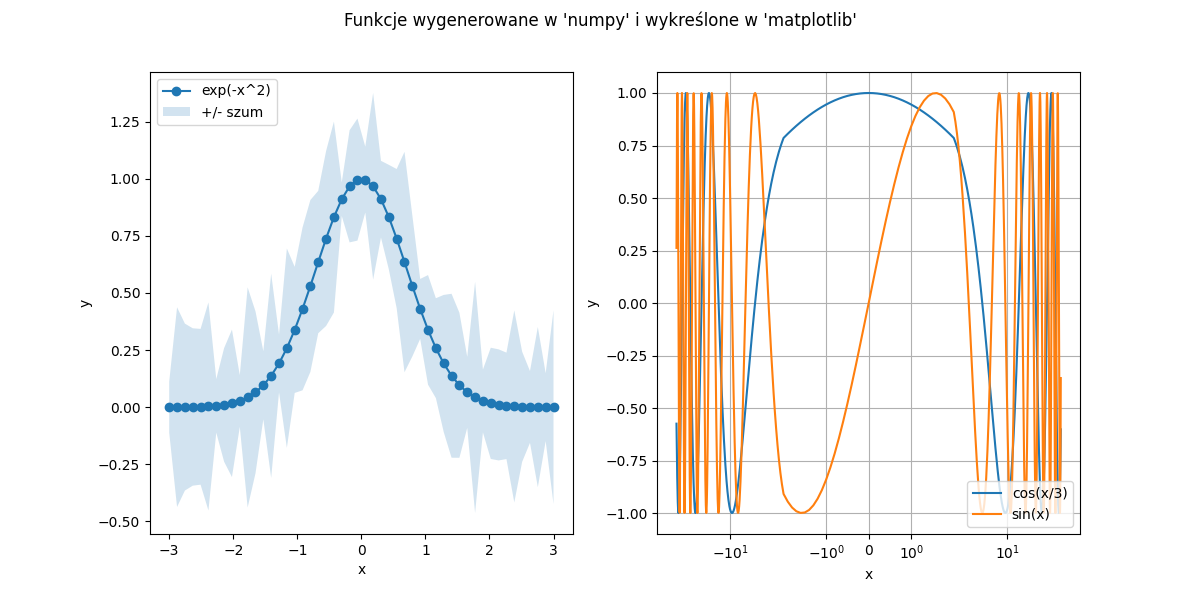 Funkcje wygenerowane w 'numpy' i wykreślone w 'matplotlib'
exp(-x^2)
+/- szum
1.25
1.00
0.75
0.50
0.25
0.00
−0.25
−0.50
y
−3 −2 −1 0 1 2 3
x
1.00
0.75
0.50
0.25
0.00
−0.25
−0.50
−0.75
−1.00
y
cos(x/3)
sin(x)
−10¹ −10⁰ 0 10⁰ 10¹
x